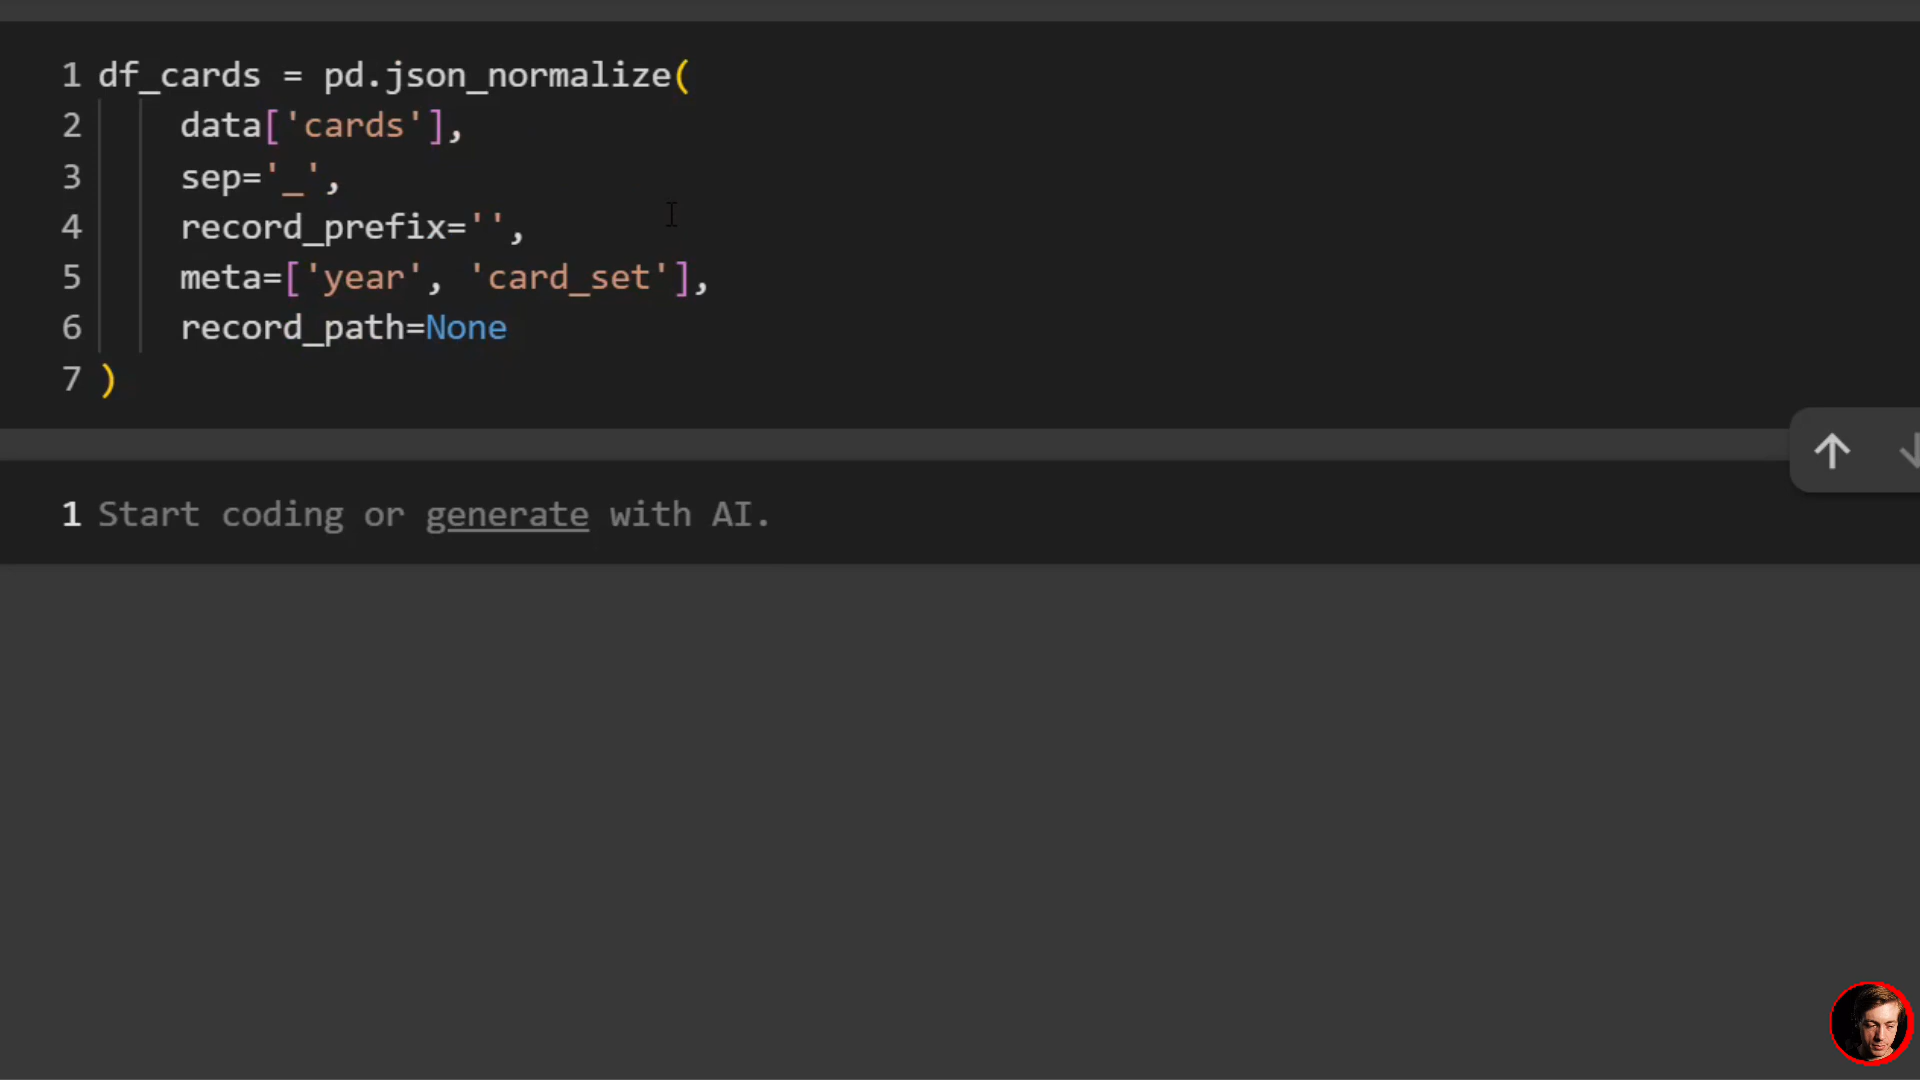 1 df_cards = pd.json_normalize(
2 data['cards'],
3 sep='_',
4 record_prefix='',
5 meta=['year', 'card_set'],
6 record_path=None
7 )
1 Start coding or generate with AI.